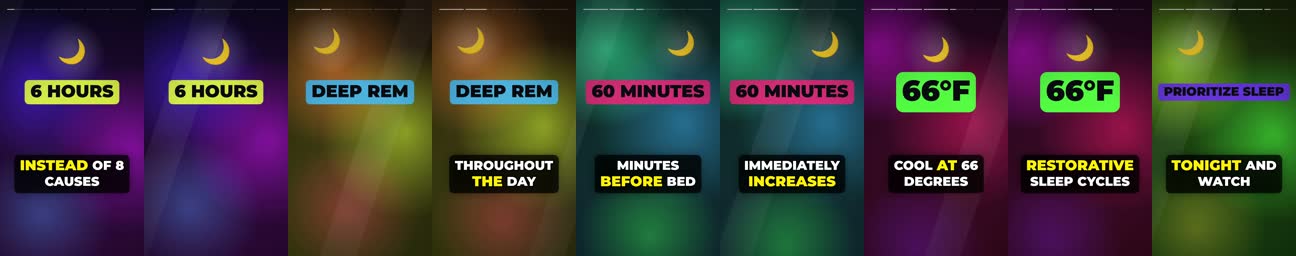 6 HOURS
INSTEAD OF 8
CAUSES
6 HOURS
DEEP REM
DEEP REM
THROUGHOUT
THE DAY
60 MINUTES
MINUTES
BEFORE BED
60 MINUTES
IMMEDIATELY
INCREASES
66°F
COOL AT 66
DEGREES
66°F
RESTORATIVE
SLEEP CYCLES
PRIORITIZE SLEEP
TONIGHT AND
WATCH